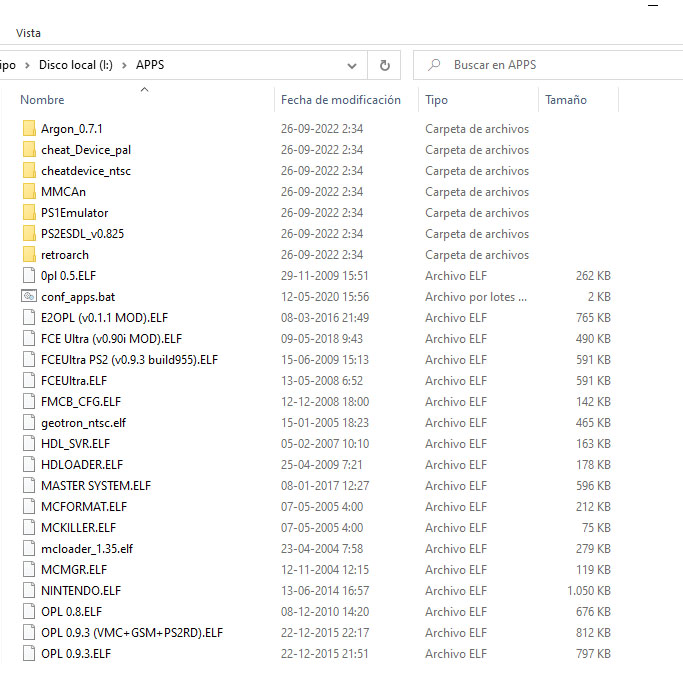 Vista
ipo > Disco local (I:) > APPS Buscar en APPS
Nombre Fecha de modificación Tipo Tamaño
Argon_0.7.1 26-09-2022 2:34 Carpeta de archivos
cheat_Device_pal 26-09-2022 2:34 Carpeta de archivos
cheatdevice_ntsc 26-09-2022 2:34 Carpeta de archivos
MMCAn 26-09-2022 2:34 Carpeta de archivos
PS1Emulator 26-09-2022 2:34 Carpeta de archivos
PS2ESDL_v0.825 26-09-2022 2:34 Carpeta de archivos
retroarch 26-09-2022 2:34 Carpeta de archivos
0pl 0.5.ELF 29-11-2009 15:51 Archivo ELF 262 KB
conf_apps.bat 12-05-2020 15:56 Archivo por lotes ... 2 KB
E2OPL (v0.1.1 MOD).ELF 08-03-2016 21:49 Archivo ELF 765 KB
FCE Ultra (v0.90i MOD).ELF 09-05-2018 9:43 Archivo ELF 490 KB
FCEUltra PS2 (v0.9.3 build955).ELF 15-06-2009 15:13 Archivo ELF 591 KB
FCEUltra.ELF 13-05-2008 6:52 Archivo ELF 591 KB
FMCB_CFG.ELF 12-12-2008 18:00 Archivo ELF 142 KB
geotron_ntsc.elf 15-01-2005 18:23 Archivo ELF 465 KB
HDL_SVR.ELF 05-02-2007 10:10 Archivo ELF 163 KB
HDLOADER.ELF 25-04-2009 7:21 Archivo ELF 178 KB
MASTER SYSTEM.ELF 08-01-2017 12:27 Archivo ELF 596 KB
MCFORMAT.ELF 07-05-2005 4:00 Archivo ELF 212 KB
MCKILLER.ELF 07-05-2005 4:00 Archivo ELF 75 KB
mcloader_1.35.elf 23-04-2004 7:58 Archivo ELF 279 KB
MCMGR.ELF 12-11-2004 12:15 Archivo ELF 119 KB
NINTENDO.ELF 13-06-2014 16:57 Archivo ELF 1.050 KB
OPL 0.8.ELF 08-12-2010 14:20 Archivo ELF 676 KB
OPL 0.9.3 (VMC+GSM+PS2RD).ELF 22-12-2015 22:17 Archivo ELF 812 KB
OPL 0.9.3.ELF 22-12-2015 21:51 Archivo ELF 797 KB